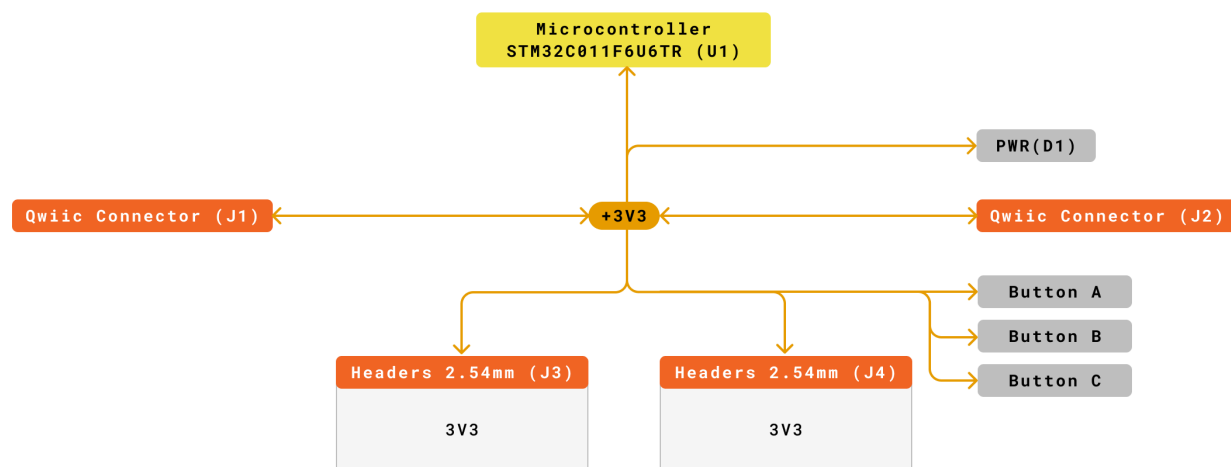 Microcontroller
STM32C011F6U6TR (U1)
PWR(D1)
Qwiic Connector (J1)
+3V3
Qwiic Connector (J2)
Button A
Button B
Headers 2.54mm (J3)
Headers 2.54mm (J4)
Button C
3V3
3V3